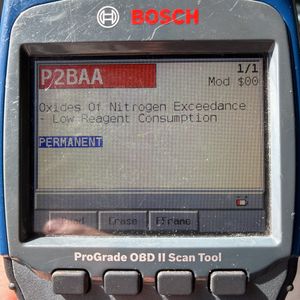 BOSCH
P2BAA
1/1
Mod $00
Oxides Of Nitrogen Exceedance
- Low Reagent Consumption
PERMANENT
Erase
Fframe
ProGrade OBD II Scan Tool